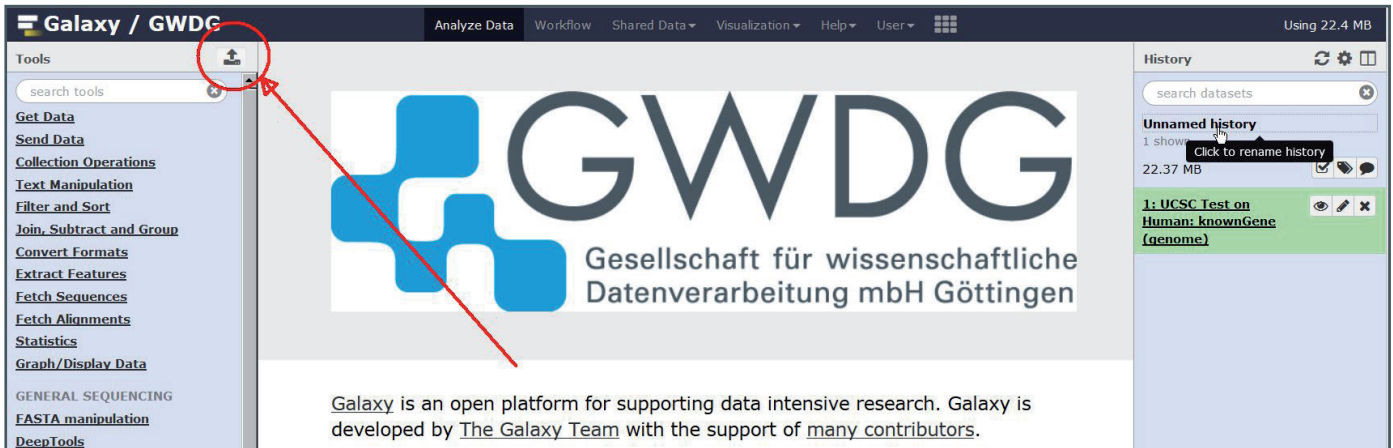 Galaxy / GWDG
Analyze Data Workflow Shared Data Visualization Help User
Using 22.4 MB
Tools
search tools
Get Data
Send Data
Collection Operations
Text Manipulation
Filter and Sort
Join, Subtract and Group
Convert Formats
Extract Features
Fetch Sequences
Fetch Alignments
Statistics
Graph/Display Data
GENERAL SEQUENCING
FASTA manipulation
DeepTools
GWDG
Gesellschaft für wissenschaftliche
Datenverarbeitung mbH Göttingen
Galaxy is an open platform for supporting data intensive research. Galaxy is
developed by The Galaxy Team with the support of many contributors.
History
search datasets
Unnamed history
1 shown
Click to rename history
22.37 MB
1: UCSC Test on
Human: knownGene
(genome)